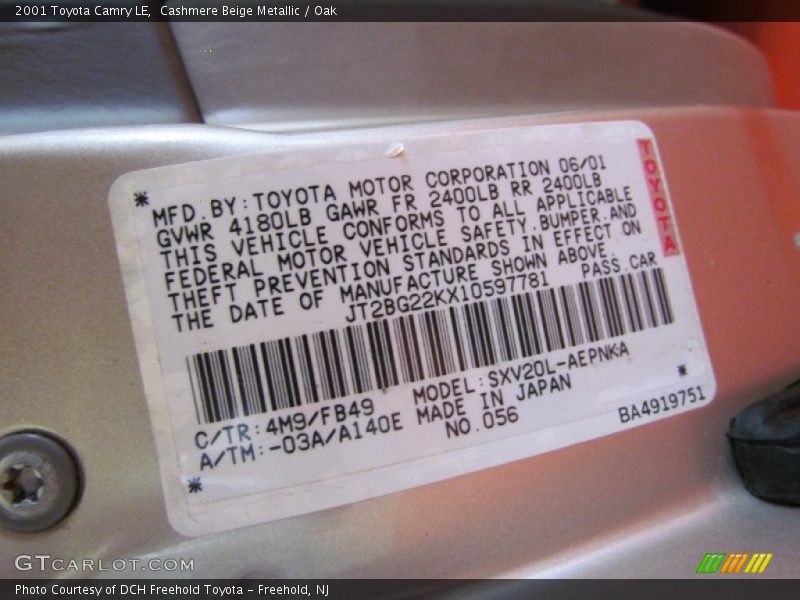 2001 Toyota Camry LE, Cashmere Beige Metallic / Oak
MFD.BY:TOYOTA MOTOR CORPORATION 06/01
GVWR 4180LB GAWR FR 2400LB RR 2400LB
THIS VEHICLE CONFORMS TO ALL APPLICABLE
FEDERAL MOTOR VEHICLE SAFETY.BUMPER.AND
THEFT PREVENTION STANDARDS IN EFFECT ON
THE DATE OF MANUFACTURE SHOWN ABOVE.
JT2BG22KX10597781 PASS.CAR
TOYOTA
C/TR:4M9/FB49 MODEL:SXV20L-AEPNKA
A/TM:-03A/A140E MADE IN JAPAN
NO.056
BA4919751
GTCARLOT.COM
Photo Courtesy of DCH Freehold Toyota – Freehold, NJ